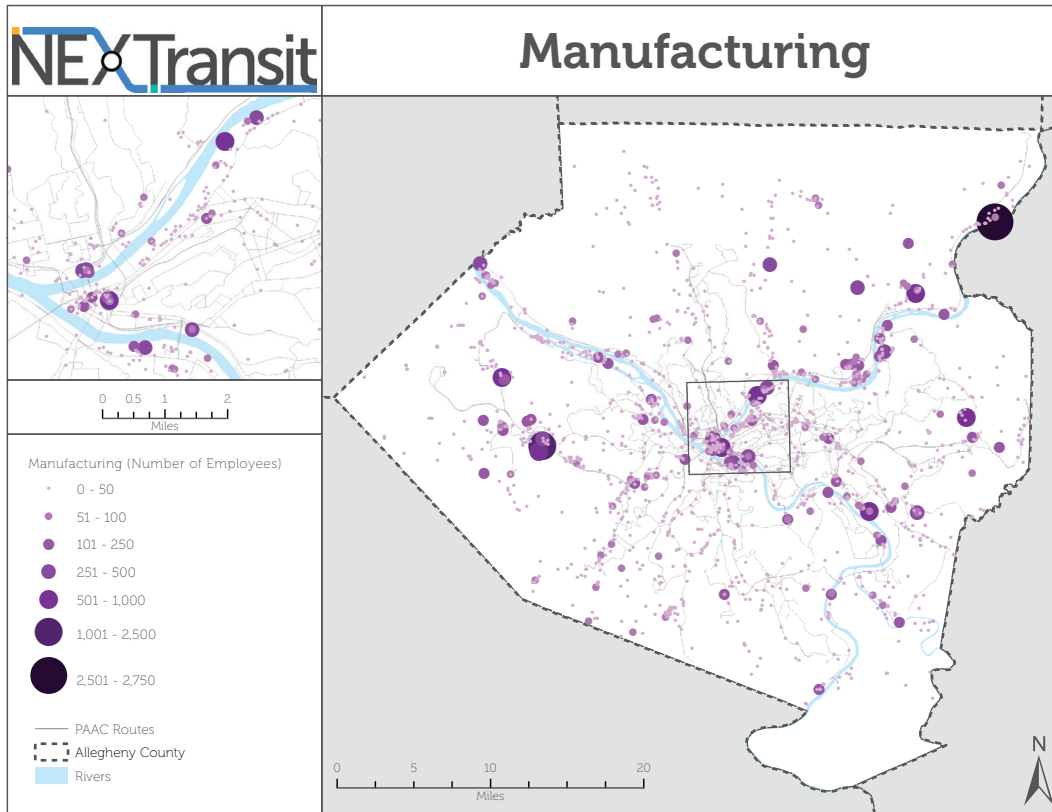 NEXTransit
Manufacturing
0 0.5 1 2
Miles
Manufacturing (Number of Employees)
0 - 50
51 - 100
101 - 250
251 - 500
501 - 1,000
1,001 - 2,500
2,501 - 2,750
PAAC Routes
Allegheny County
Rivers
0 5 10 20
Miles
N